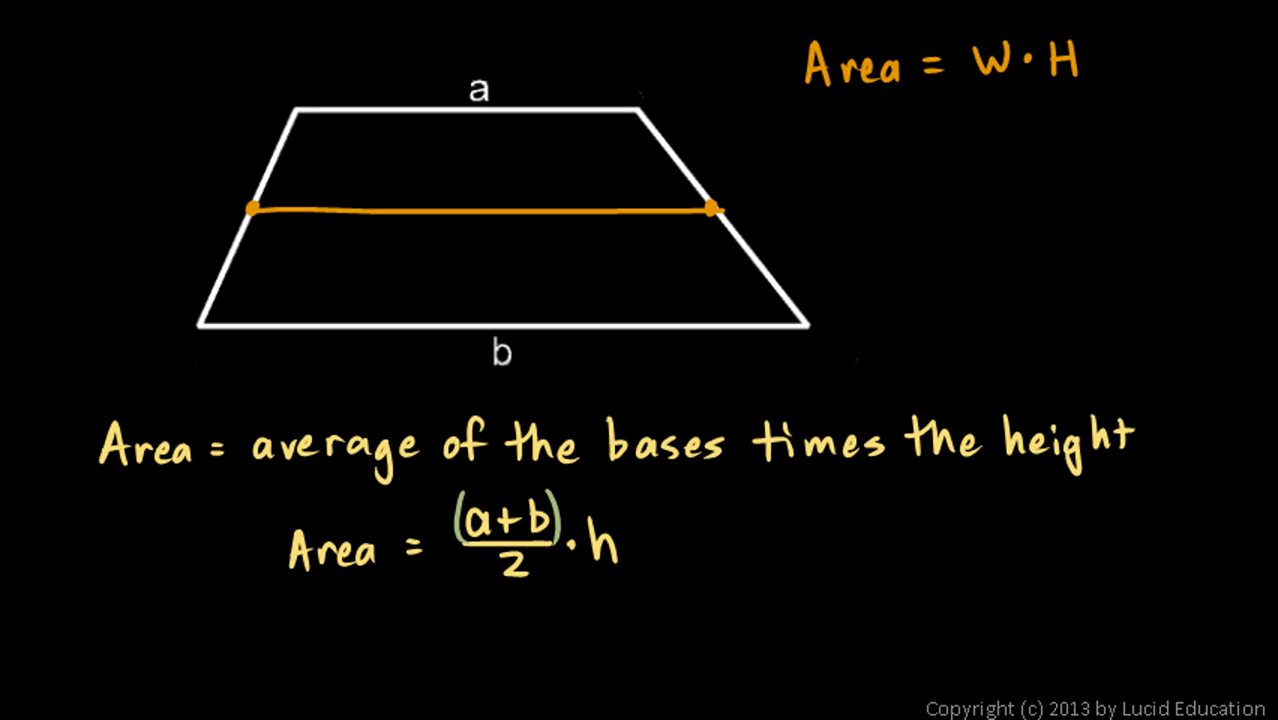 Area = W · H
a
b
Area = average of the bases times the height
Area = (a+b)/2 · h
Copyright (c) 2013 by Lucid Education